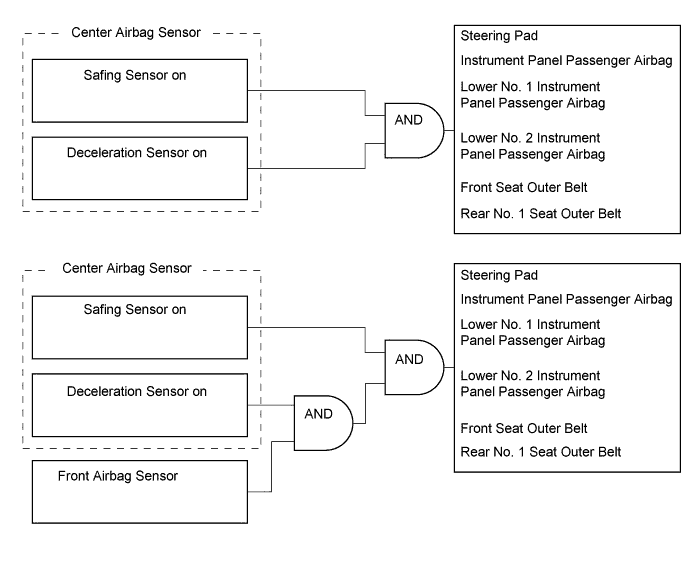 Center Airbag Sensor
Safing Sensor on
Deceleration Sensor on
AND
Steering Pad
Instrument Panel Passenger Airbag
Lower No. 1 Instrument
Panel Passenger Airbag
Lower No. 2 Instrument
Panel Passenger Airbag
Front Seat Outer Belt
Rear No. 1 Seat Outer Belt
Center Airbag Sensor
Safing Sensor on
Deceleration Sensor on
Front Airbag Sensor
AND
AND
Steering Pad
Instrument Panel Passenger Airbag
Lower No. 1 Instrument
Panel Passenger Airbag
Lower No. 2 Instrument
Panel Passenger Airbag
Front Seat Outer Belt
Rear No. 1 Seat Outer Belt